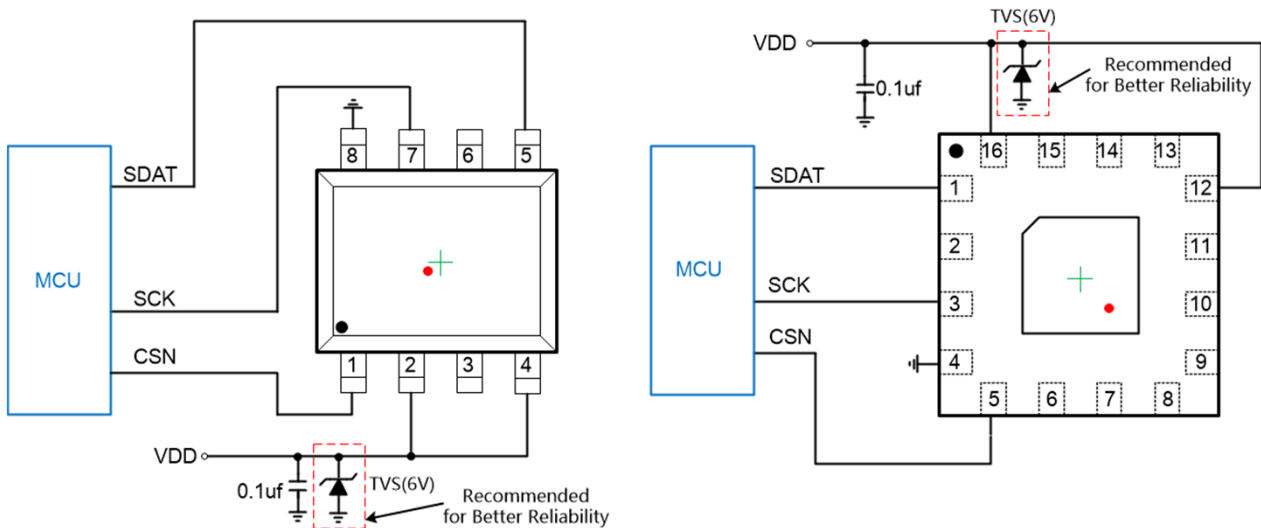 SDAT
MCU
SCK
CSN
8
7
6
5
1
2
3
4
VDD
0.1uf
TVS(6V)
Recommended
for Better Reliability
TVS(6V)
VDD
0.1uf
Recommended
for Better Reliability
MCU
SDAT
SCK
CSN
16
15
14
13
1
2
3
4
12
11
10
9
5
6
7
8